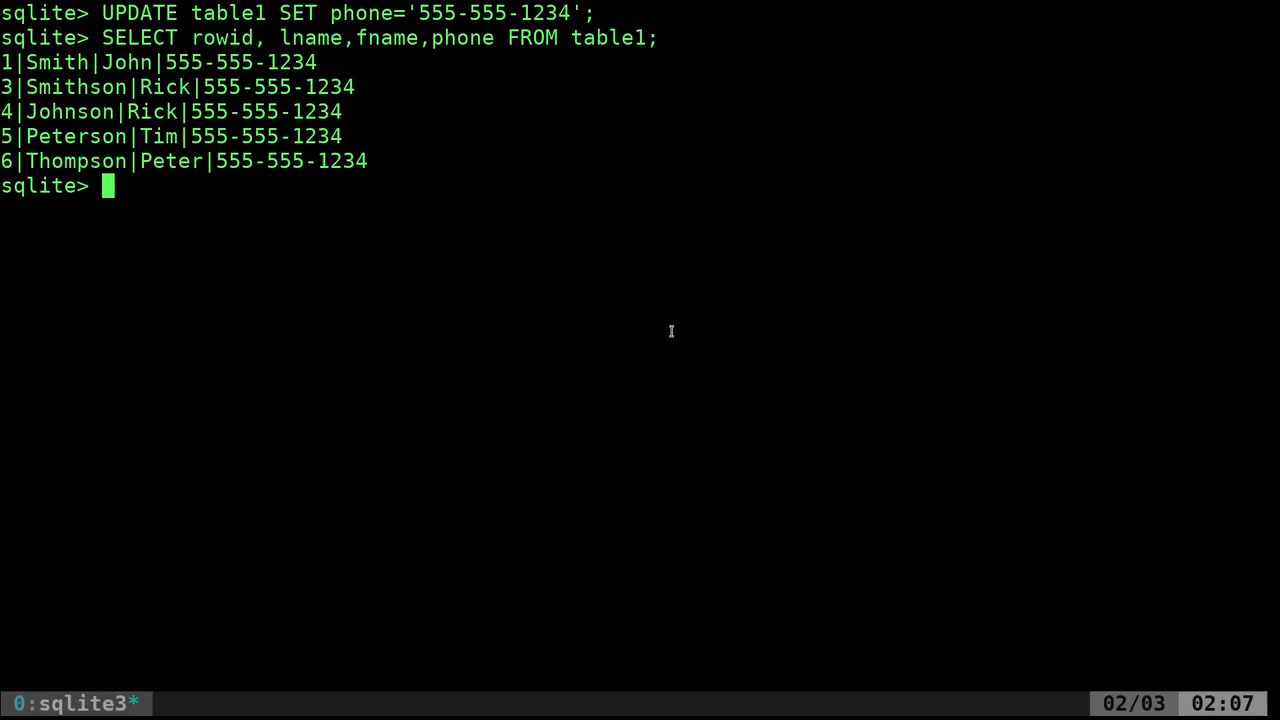 sqlite> UPDATE table1 SET phone='555-555-1234';
sqlite> SELECT rowid, lname,fname,phone FROM table1;
1|Smith|John|555-555-1234
3|Smithson|Rick|555-555-1234
4|Johnson|Rick|555-555-1234
5|Peterson|Tim|555-555-1234
6|Thompson|Peter|555-555-1234
sqlite>
0:sqlite3* 02/03 02:07